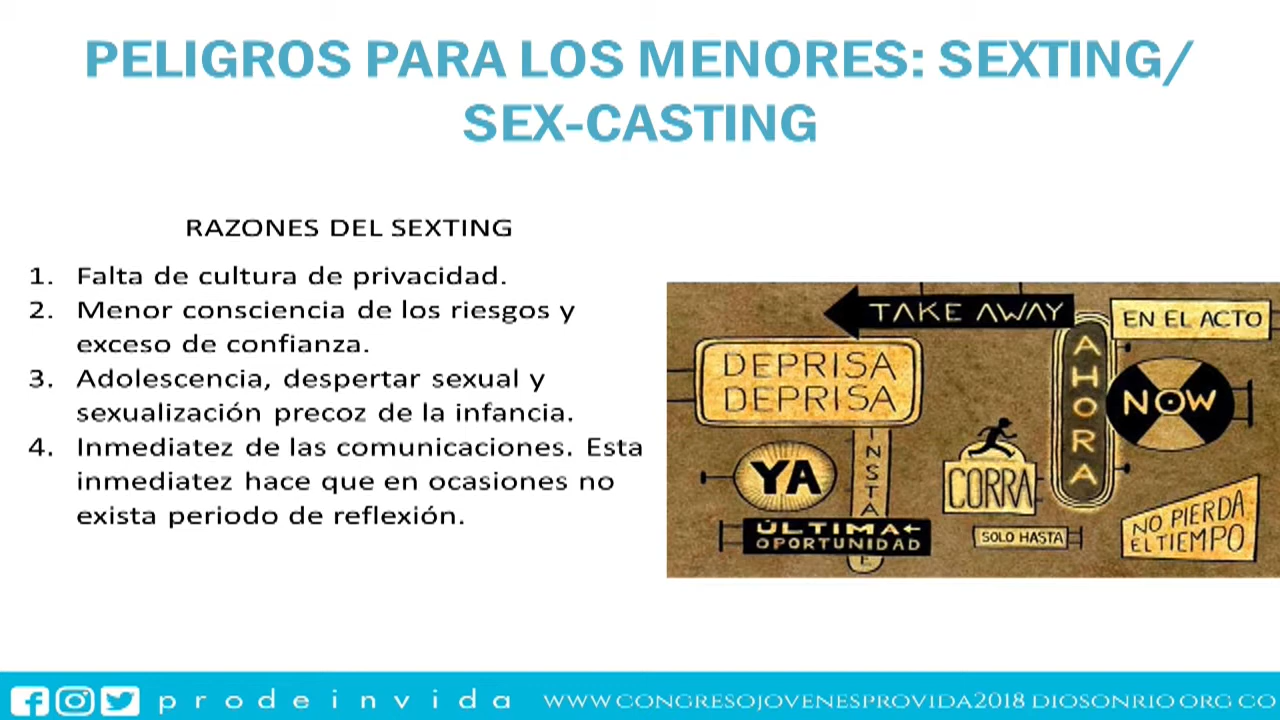 PELIGROS PARA LOS MENORES: SEXTING/
SEX-CASTING
RAZONES DEL SEXTING
1. Falta de cultura de privacidad.
2. Menor consciencia de los riesgos y
exceso de confianza.
3. Adolescencia, despertar sexual y
sexualización precoz de la infancia.
4. Inmediatez de las comunicaciones. Esta
inmediatez hace que en ocasiones no
exista periodo de reflexión.
TAKE AWAY
EN EL ACTO
DEPRISA
DEPRISA
AHORA
NOW
INSTA
E
YA
CORRA
ÚLTIMA
OPORTUNIDAD
SOLO HASTA
NO PIERDA
EL TIEMPO
prodeinvida
WWW.CONGRESOJOVENESPROVIDA2018 DIOSONRIO ORG CO